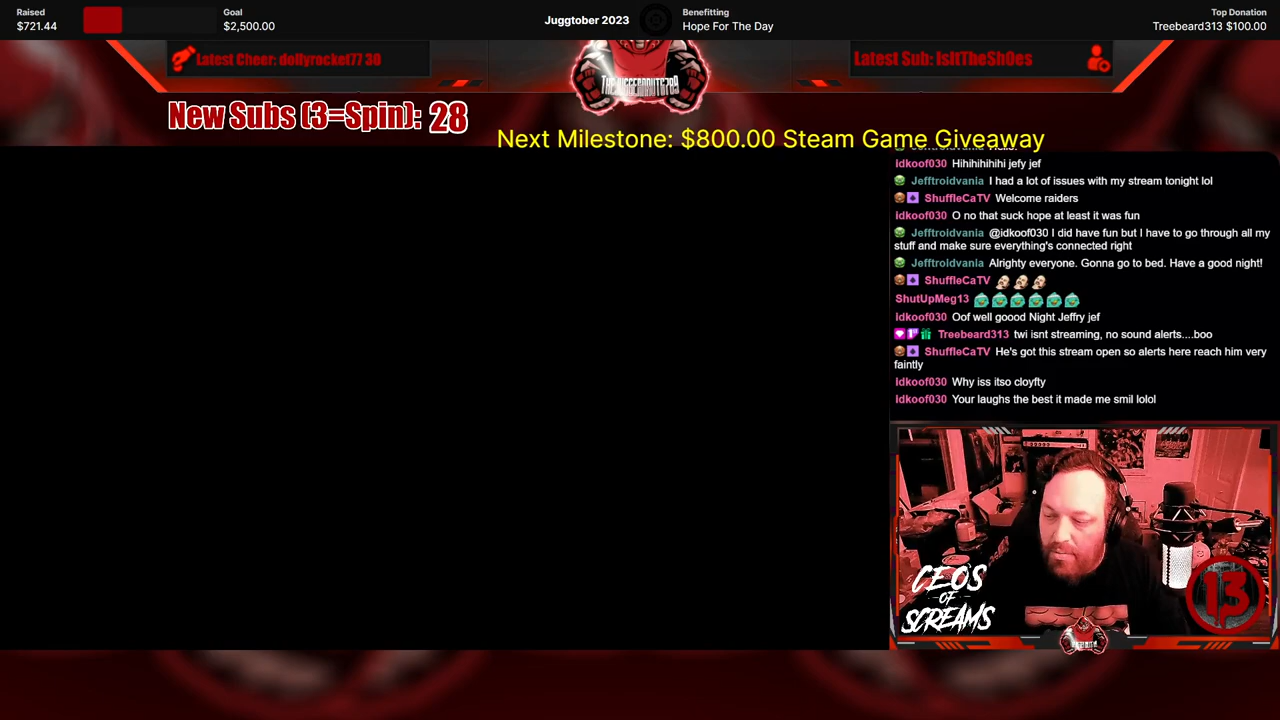 Raised
$721.44
Goal
$2,500.00
Juggtober 2023
Benefitting
Hope For The Day
Top Donation
Treebeard313 $100.00
Latest Cheer: dollyrocket77 30
THEJUGGERNAUT6789
Latest Sub: IsItTheSh0es
New Subs (3=Spin): 28
Next Milestone: $800.00 Steam Game Giveaway
idkoof030 Hihihihihihi jefy jef
Jefftroidvania I had a lot of issues with my stream tonight lol
ShuffleCaTV Welcome raiders
idkoof030 O no that suck hope at least it was fun
Jefftroidvania @idkoof030 I did have fun but I have to go through all my
stuff and make sure everything's connected right
Jefftroidvania Alrighty everyone. Gonna go to bed. Have a good night!
ShuffleCaTV
ShutUpMeg13
idkoof030 Oof well goood Night Jeffry jef
Treebeard313 twi isnt streaming, no sound alerts....boo
ShuffleCaTV He's got this stream open so alerts here reach him very
faintly
idkoof030 Why iss itso cloyfty
idkoof030 Your laughs the best it made me smil lolol
CEOS
OF
SCREAMS
13